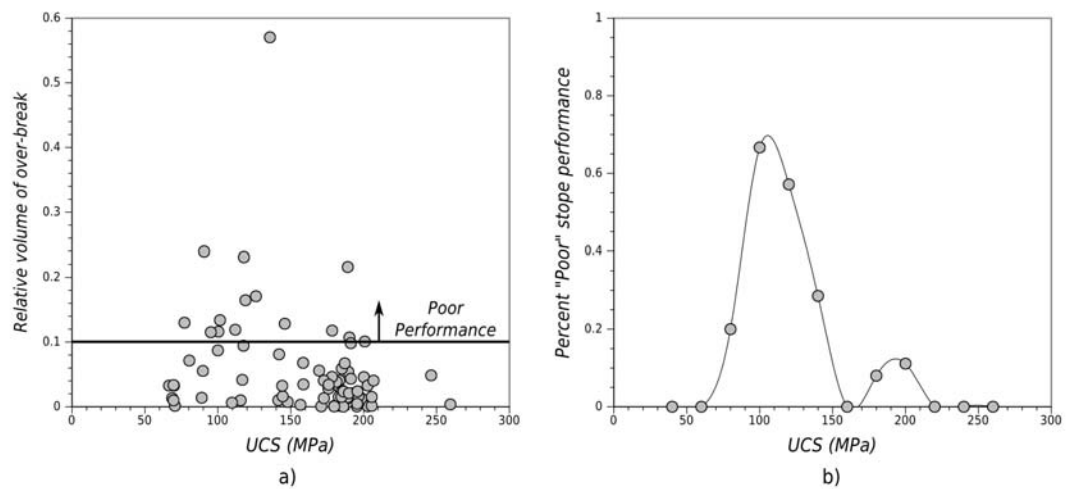 0.6
0.5
0.4
0.3
0.2
0.1
0
Relative volume of over-break
Poor
Performance
0 50 100 150 200 250 300
UCS (MPa)
a)
1
0.8
0.6
0.4
0.2
0
Percent "Poor" stope performance
0 50 100 150 200 250 300
UCS (MPa)
b)